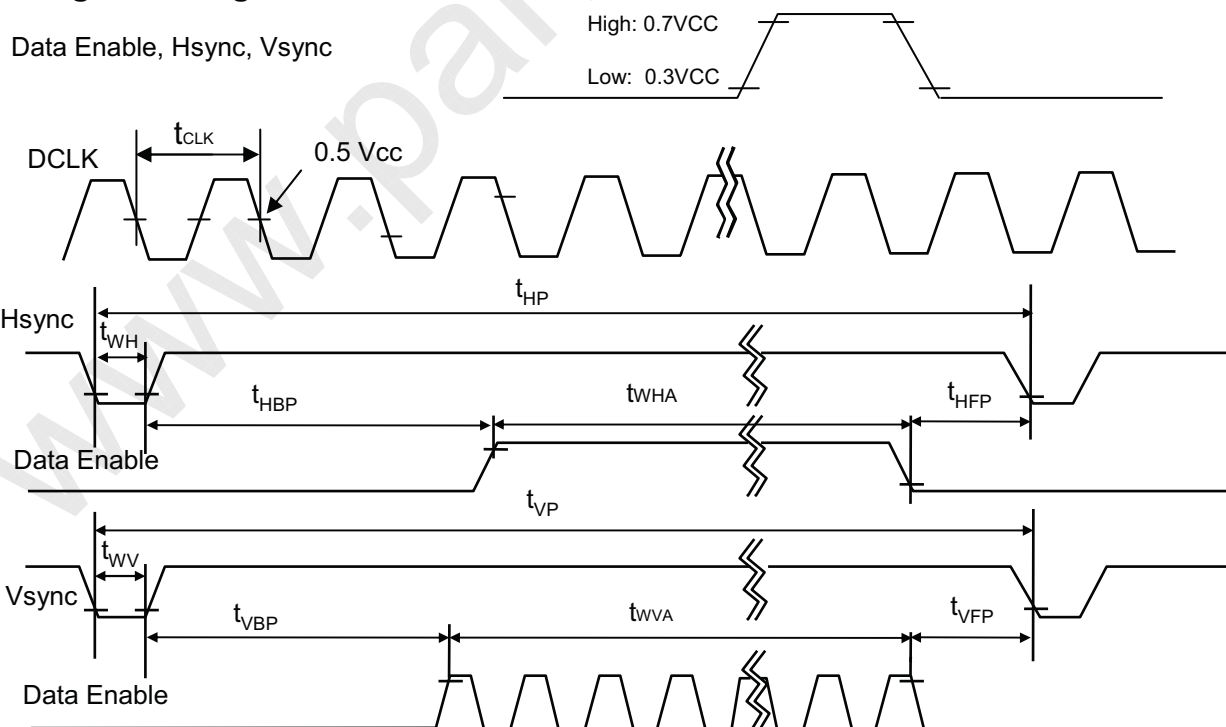 High: 0.7VCC
Data Enable, Hsync, Vsync
Low: 0.3VCC
tCLK
DCLK
0.5 Vcc
tHP
Hsync
tWH
tHBP
tWHA
tHFP
Data Enable
tVP
tWV
Vsync
tVBP
tWVA
tVFP
Data Enable